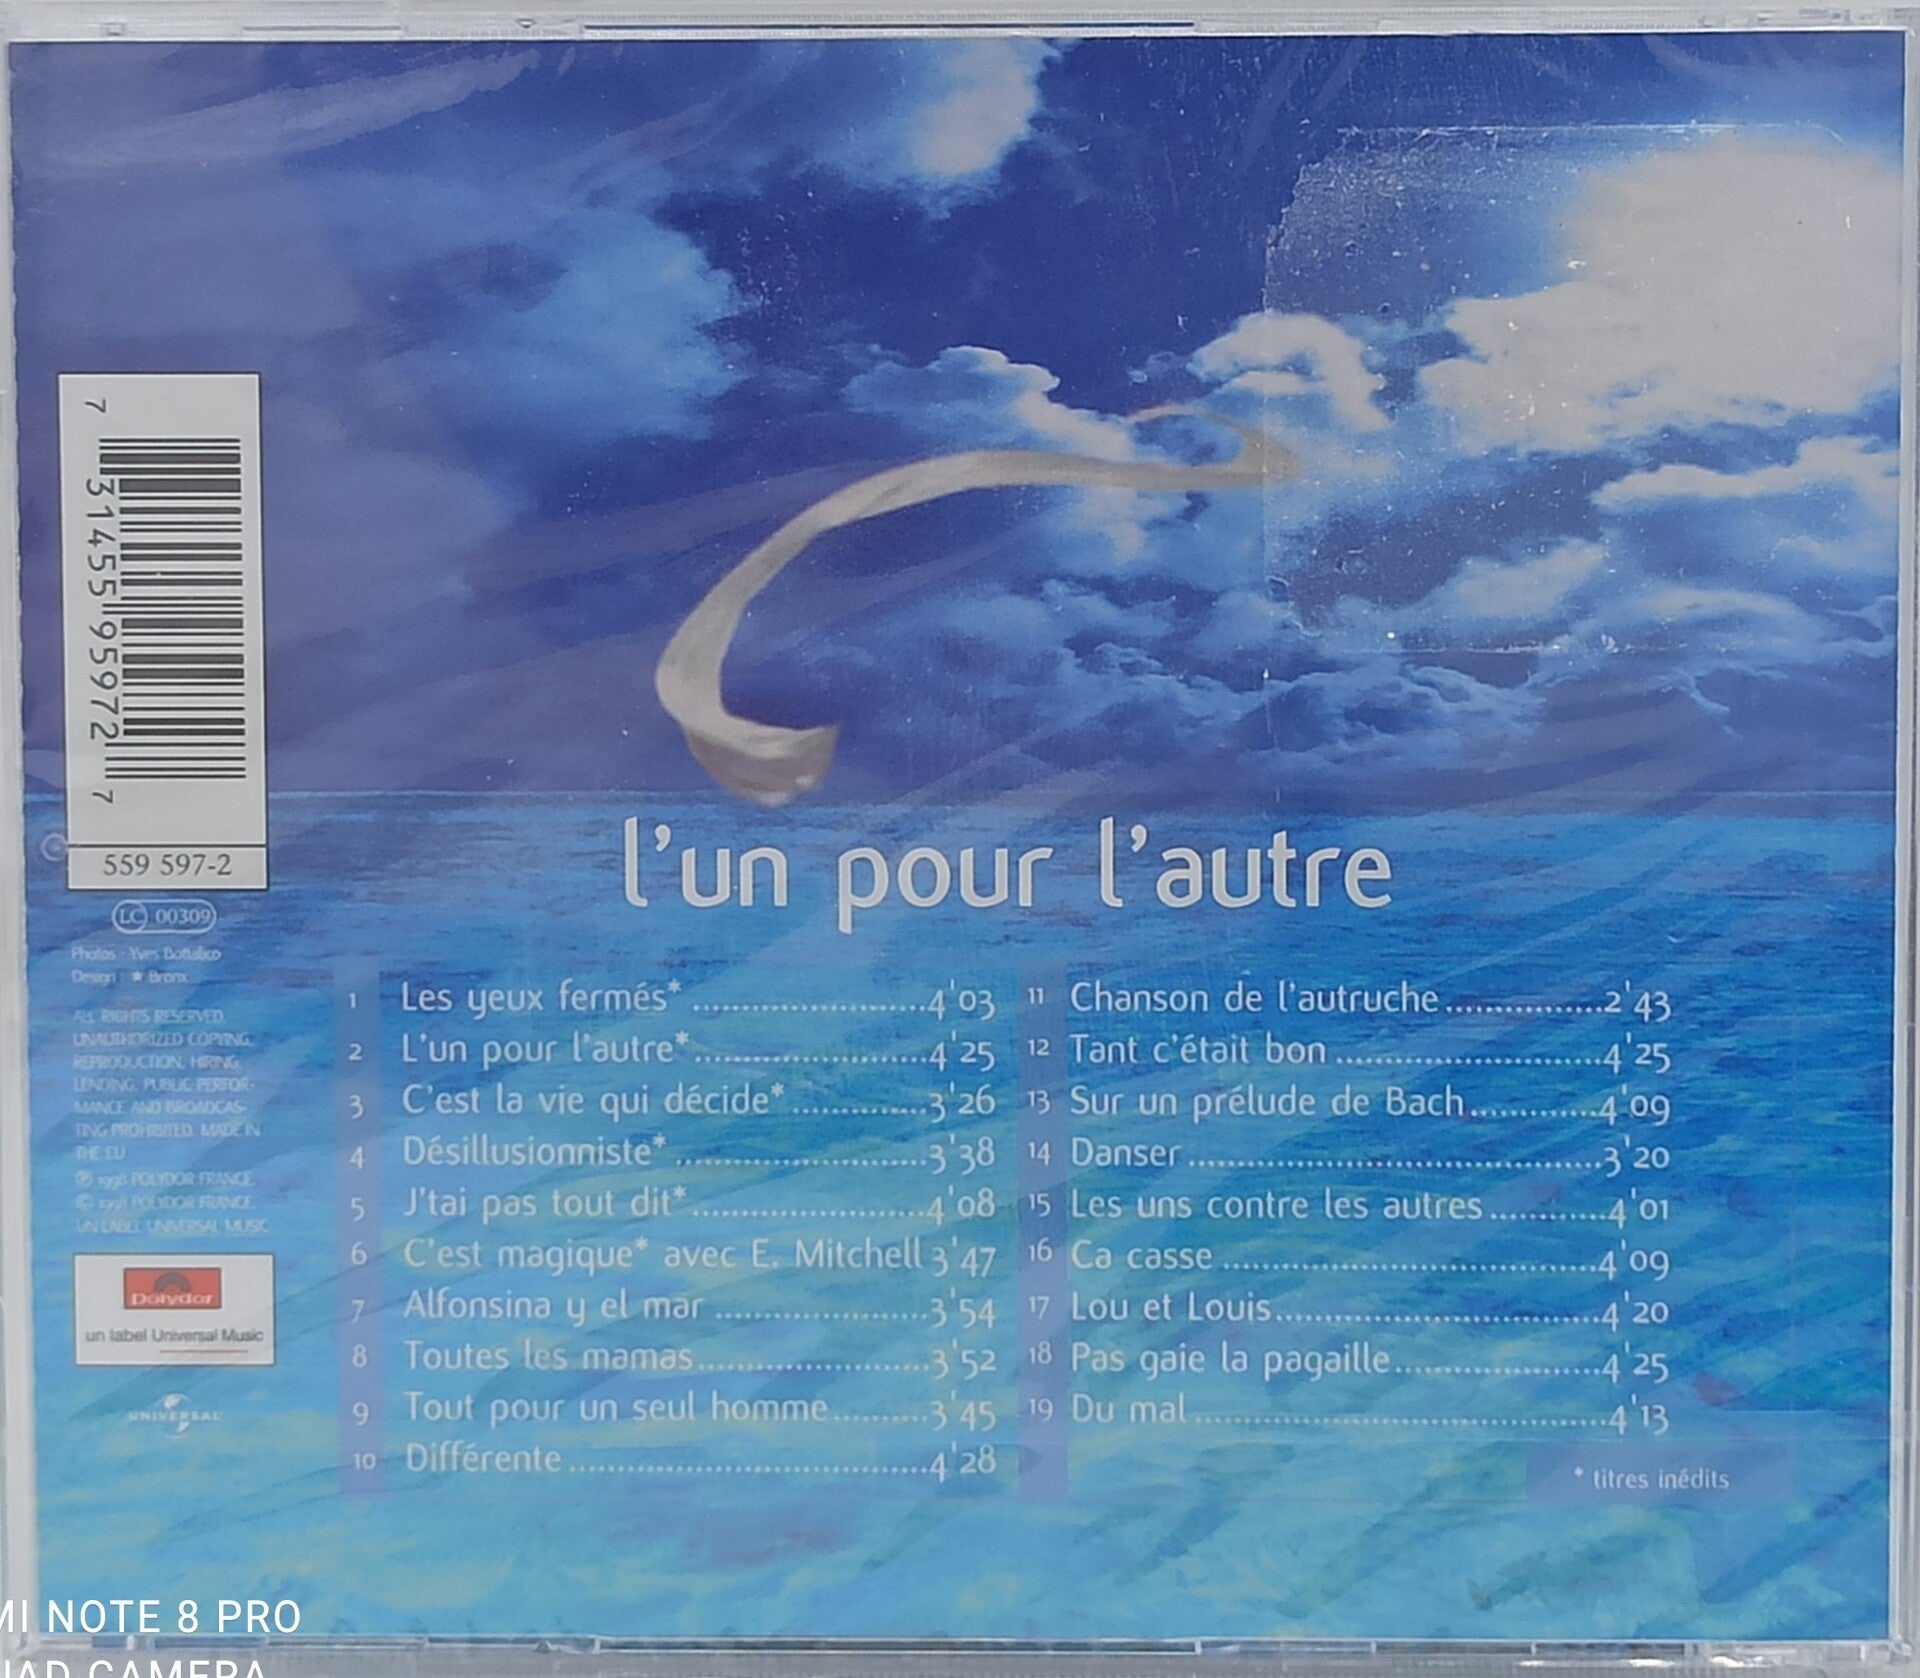 7
314559
59597
7
559 597-2
LC 00309
Photos · Yves Bottalico
Design : ★ Bronx
ALL RIGHTS RESERVED.
UNAUTHORIZED COPYING,
REPRODUCTION, HIRING,
LENDING, PUBLIC PERFOR-
MANCE AND BROADCAS-
TING PROHIBITED. MADE IN
THE EU
℗ 1998 POLYDOR FRANCE.
© 1998 POLYDOR FRANCE.
UN LABEL UNIVERSAL MUSIC
Polydor
un label Universal Music
UNIVERSAL
l'un pour l'autre
1 Les yeux fermés* 4'03
2 L'un pour l'autre* 4'25
3 C'est la vie qui décide* 3'26
4 Désillusionniste* 3'38
5 J'tai pas tout dit* 4'08
6 C'est magique* avec E. Mitchell 3'47
7 Alfonsina y el mar 3'54
8 Toutes les mamas 3'52
9 Tout pour un seul homme 3'45
10 Différente 4'28
11 Chanson de l'autruche 2'43
12 Tant c'était bon 4'25
13 Sur un prélude de Bach 4'09
14 Danser 3'20
15 Les uns contre les autres 4'01
16 Ca casse 4'09
17 Lou et Louis 4'20
18 Pas gaie la pagaille 4'25
19 Du mal 4'13
* titres inédits
MI NOTE 8 PRO
CAMERA